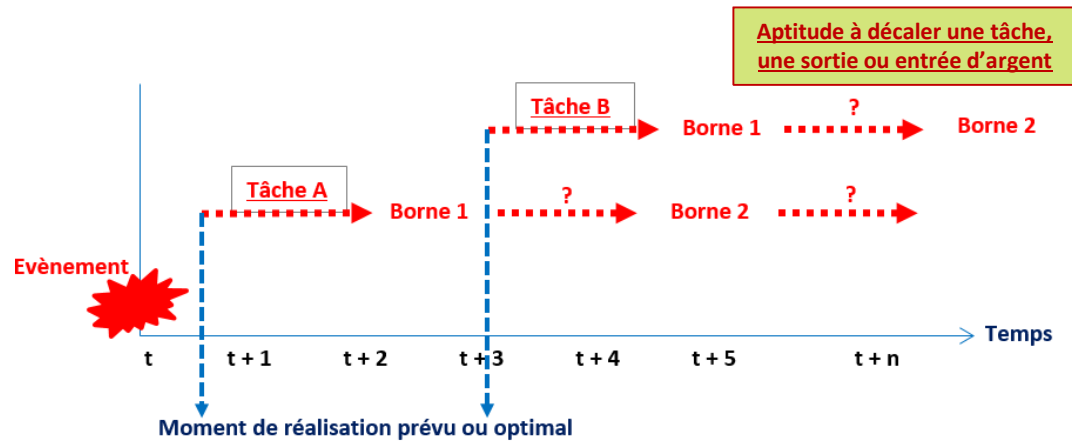 Aptitude à décaler une tâche,
une sortie ou entrée d’argent
Tâche B
Borne 1
?
Borne 2
Tâche A
Borne 1
?
Borne 2
?
Evènement
Temps
t
t + 1
t + 2
t + 3
t + 4
t + 5
t + n
Moment de réalisation prévu ou optimal